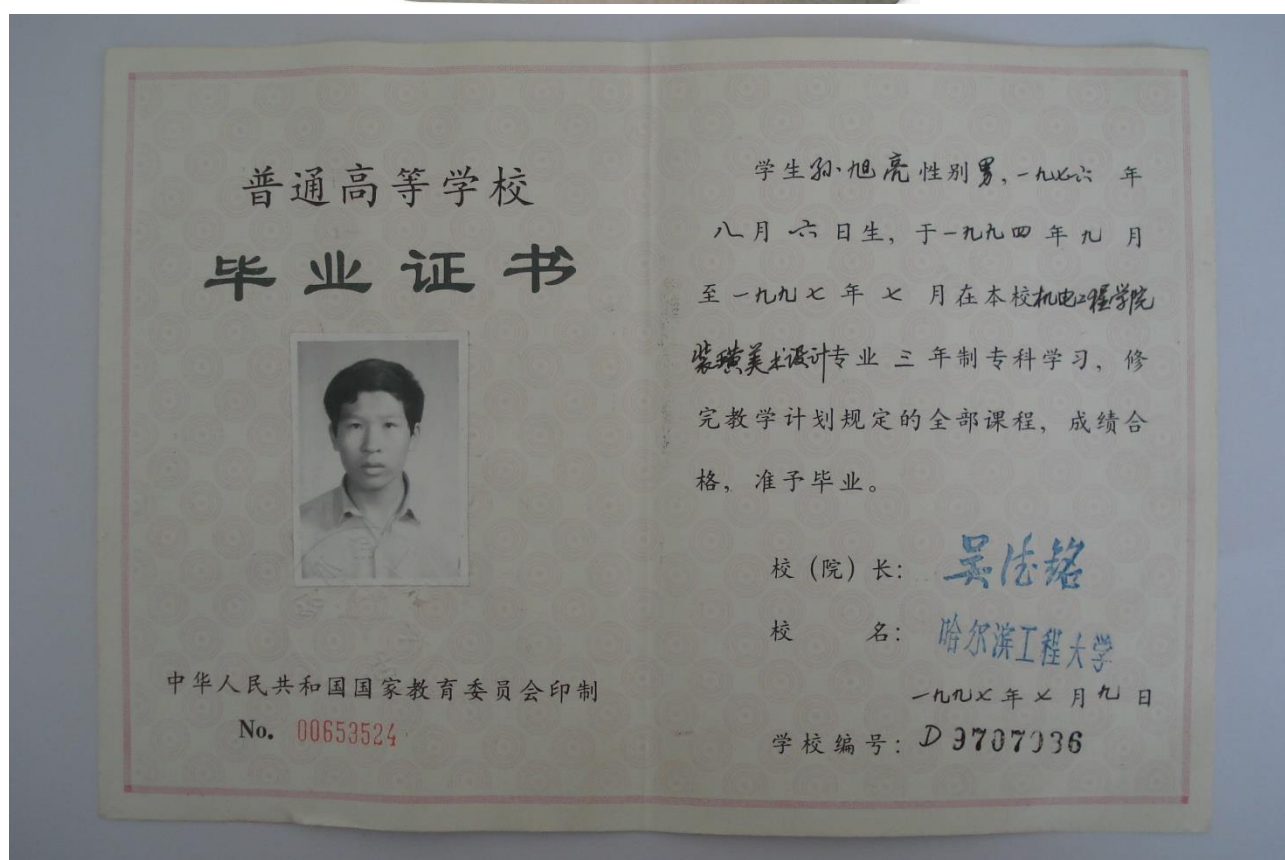 普通高等学校
毕业证书
中华人民共和国国家教育委员会印制
No. 00653524
学生孙旭亮性别男，一九七六年
八月六日生，于一九九四年九月
至一九九七年七月在本校机电工程学院
装璜美术设计专业三年制专科学习，修
完教学计划规定的全部课程，成绩合
格，准予毕业。
校（院）长：吴德铭
校名：哈尔滨工程大学
一九九七年七月九日
学校编号：D9707036